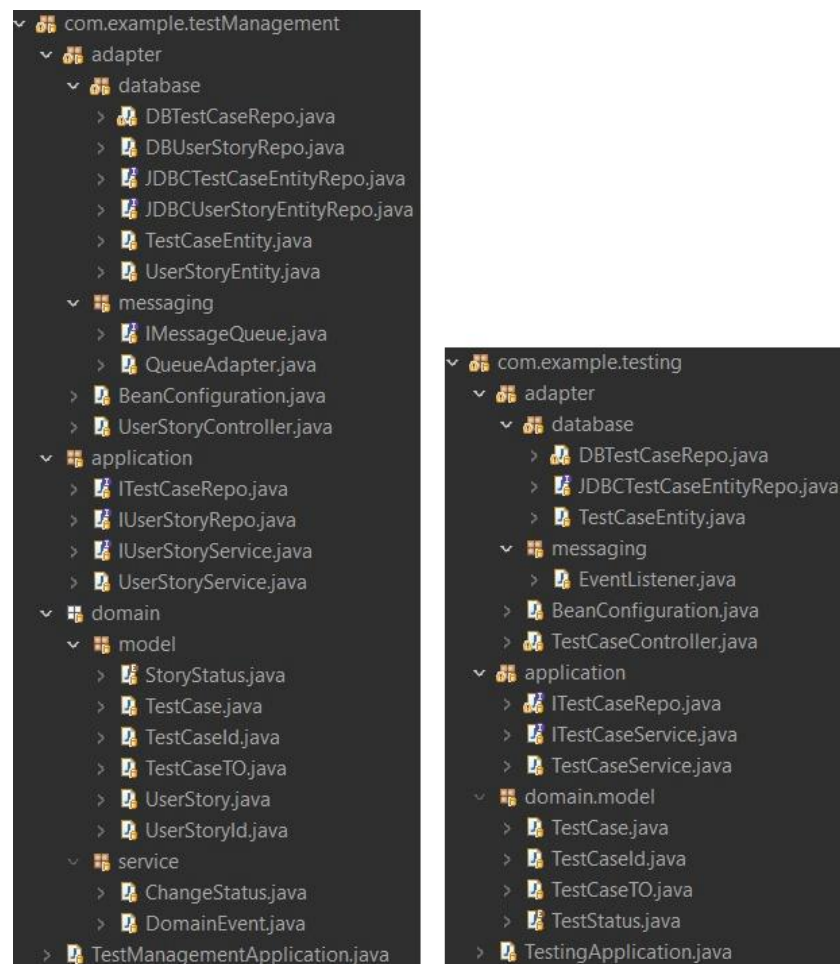 com.example.testManagement
adapter
database
DBTestCaseRepo.java
DBUserStoryRepo.java
JDBCTestCaseEntityRepo.java
JDBCUserStoryEntityRepo.java
TestCaseEntity.java
UserStoryEntity.java
messaging
IMessageQueue.java
QueueAdapter.java
BeanConfiguration.java
UserStoryController.java
application
ITestCaseRepo.java
IUserStoryRepo.java
IUserStoryService.java
UserStoryService.java
domain
model
StoryStatus.java
TestCase.java
TestCaseId.java
TestCaseTO.java
UserStory.java
UserStoryId.java
service
ChangeStatus.java
DomainEvent.java
TestManagementApplication.java
com.example.testing
adapter
database
DBTestCaseRepo.java
JDBCTestCaseEntityRepo.java
TestCaseEntity.java
messaging
EventListener.java
BeanConfiguration.java
TestCaseController.java
application
ITestCaseRepo.java
ITestCaseService.java
TestCaseService.java
domain.model
TestCase.java
TestCaseId.java
TestCaseTO.java
TestStatus.java
TestingApplication.java